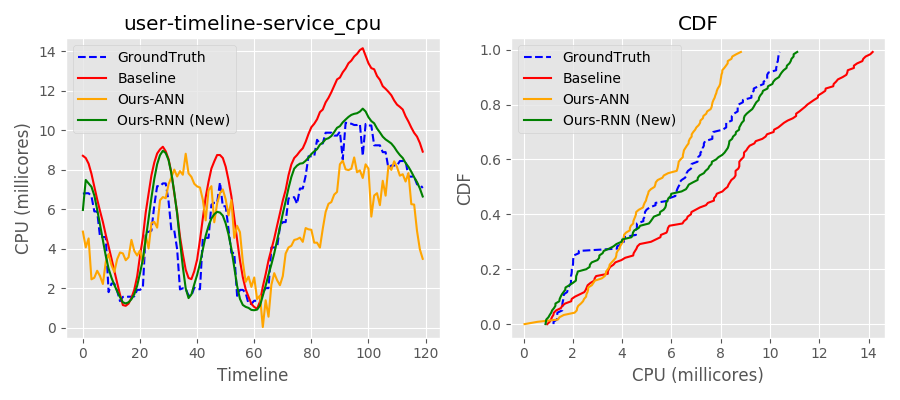 user-timeline-service_cpu
CPU (millicores)
14
12
10
8
6
4
2
0
GroundTruth
Baseline
Ours-ANN
Ours-RNN (New)
0
20
40
60
80
100
120
Timeline
CDF
CDF
1.0
0.8
0.6
0.4
0.2
0.0
GroundTruth
Baseline
Ours-ANN
Ours-RNN (New)
0
2
4
6
8
10
12
14
CPU (millicores)